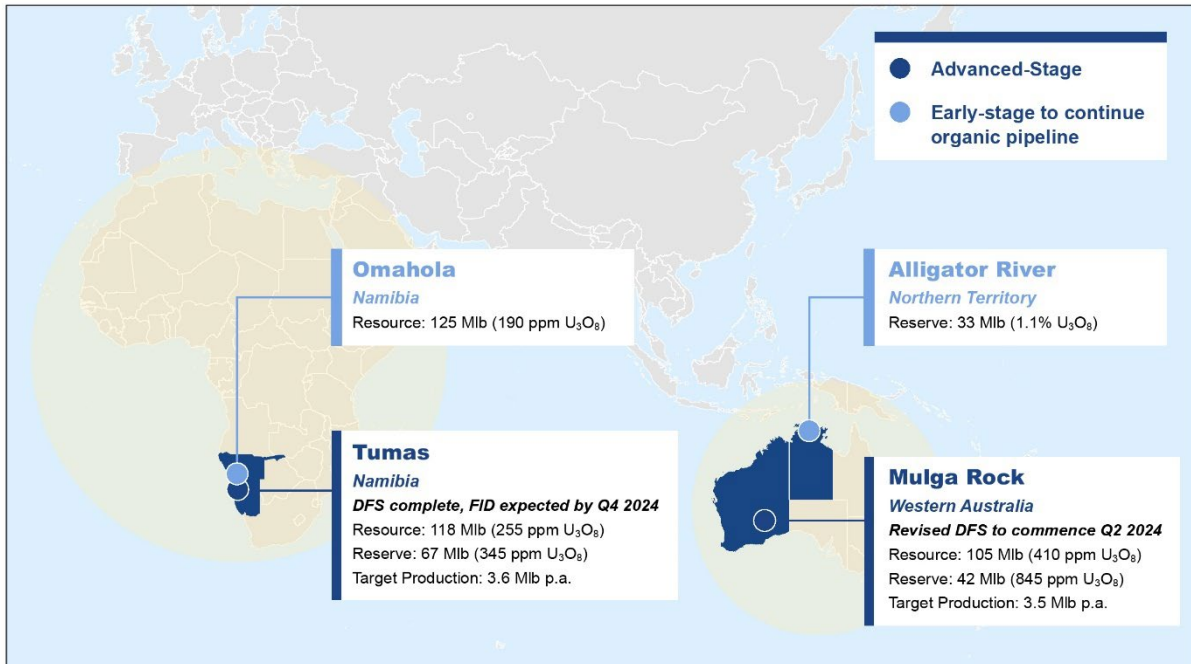 Advanced-Stage
Early-stage to continue
organic pipeline
Omahola
Namibia
Resource: 125 Mlb (190 ppm U₃O₈)
Alligator River
Northern Territory
Reserve: 33 Mlb (1.1% U₃O₈)
Tumas
Namibia
DFS complete, FID expected by Q4 2024
Resource: 118 Mlb (255 ppm U₃O₈)
Reserve: 67 Mlb (345 ppm U₃O₈)
Target Production: 3.6 Mlb p.a.
Mulga Rock
Western Australia
Revised DFS to commence Q2 2024
Resource: 105 Mlb (410 ppm U₃O₈)
Reserve: 42 Mlb (845 ppm U₃O₈)
Target Production: 3.5 Mlb p.a.